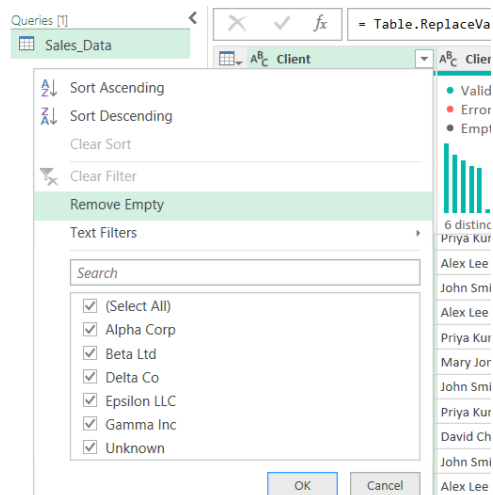 Queries [1]
Sales_Data
fx
= Table.ReplaceVa
ABC Client
ABC Clien
Sort Ascending
Sort Descending
Clear Sort
Clear Filter
Remove Empty
Text Filters
Search
(Select All)
Alpha Corp
Beta Ltd
Delta Co
Epsilon LLC
Gamma Inc
Unknown
OK
Cancel
Valid
Error
Empt
6 distinc
Priya Kur
Alex Lee
John Smi
Alex Lee
Priya Kur
Mary Jor
John Smi
Priya Kur
David Ch
John Smi
Alex Lee